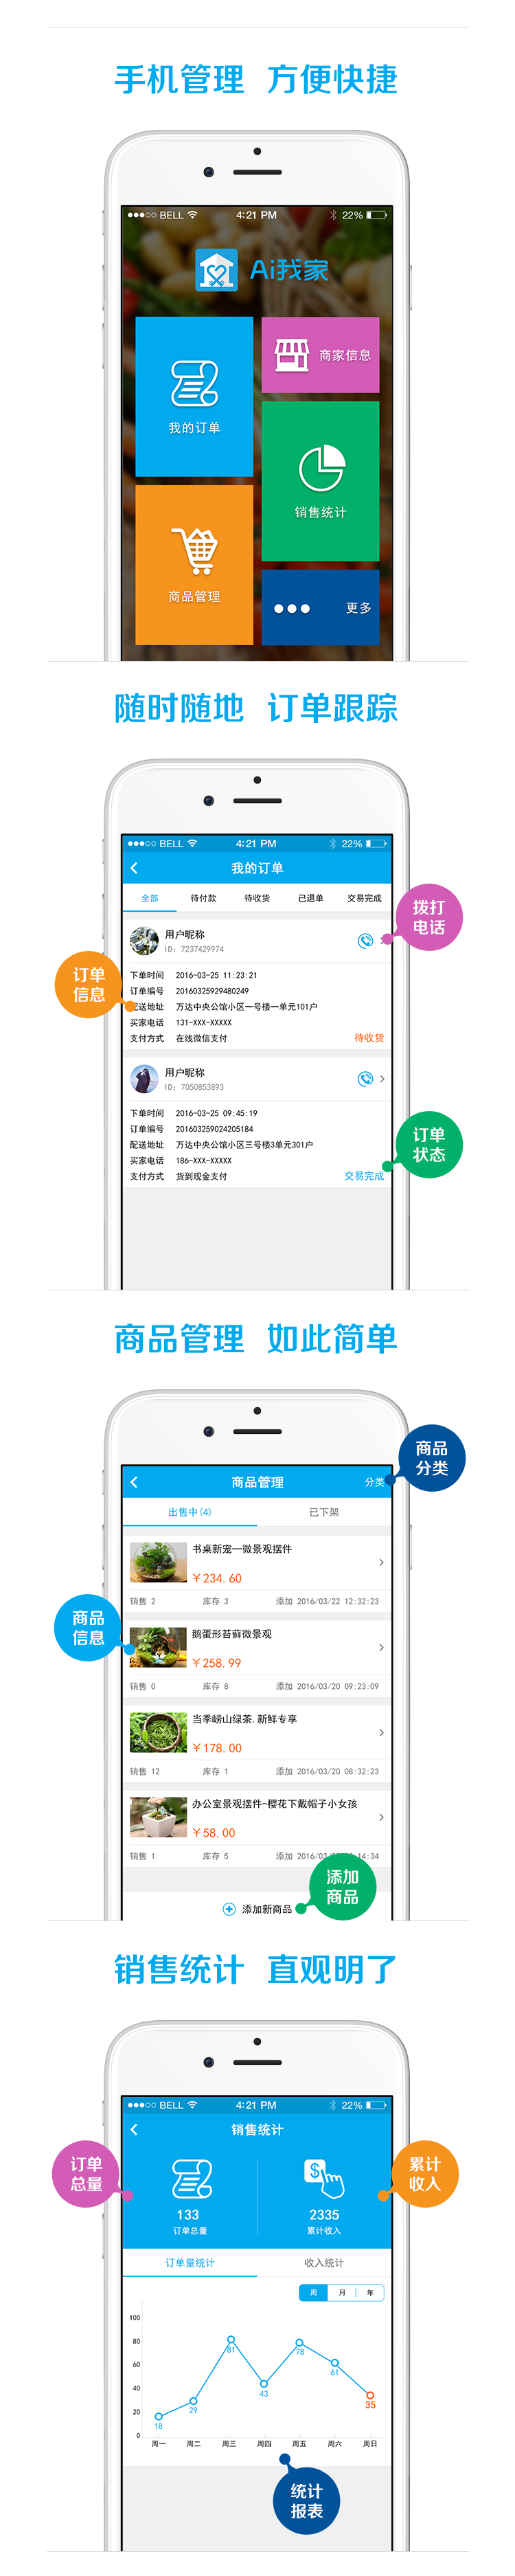 手机管理 方便快捷
BELL 4:21 PM 22%
Ai我家
商家信息
我的订单
销售统计
商品管理
更多
随时随地 订单跟踪
BELL 4:21 PM 22%
我的订单
全部 待付款 待收货 已退单 交易完成
拨打
电话
用户昵称
ID: 7237429974
订单
信息
下单时间 2016-03-25 11:23:21
订单编号 20160325929480249
配送地址 万达中央公馆小区一号楼一单元101户
买家电话 131-XXX-XXXXX
支付方式 在线微信支付
待收货
用户昵称
ID: 7050853893
下单时间 2016-03-25 09:45:19
订单编号 201603259024205184
配送地址 万达中央公馆小区三号楼3单元301户
买家电话 186-XXX-XXXXX
支付方式 货到现金支付
交易完成
订单
状态
商品管理 如此简单
商品管理 分类
商品
分类
出售中(4) 已下架
书桌新宠—微景观摆件
¥234.60
销售 2 库存 3 添加 2016/03/22 12:32:23
商品
信息
鹅蛋形苔藓微景观
¥258.99
销售 0 库存 8 添加 2016/03/20 09:23:09
当季崂山绿茶.新鲜专享
¥178.00
销售 12 库存 1 添加 2016/03/20 08:32:23
办公室景观摆件-樱花下戴帽子小女孩
¥58.00
销售 1 库存 5 添加 2016/03/ 14:34
添加
商品
添加新商品
销售统计 直观明了
BELL 4:21 PM 22%
销售统计
订单
总量
累计
收入
133 2335
订单总量 累计收入
订单量统计 收入统计
周 月 年
100
80
60
40
20
0
18
29
81
43
78
61
35
周一 周二 周三 周四 周五 周六 周日
统计
报表